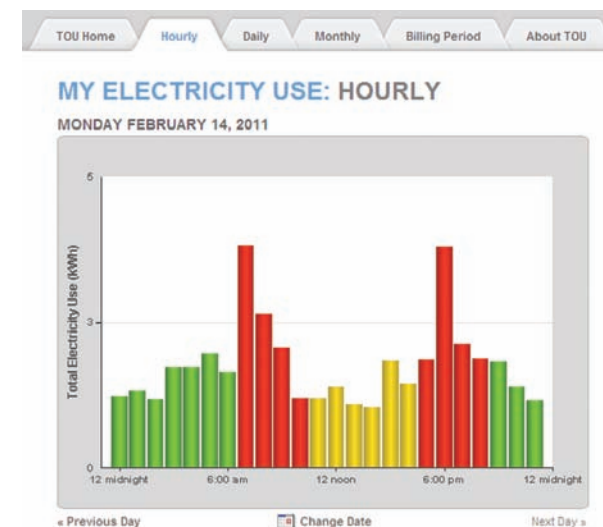 TOU Home Hourly Daily Monthly Billing Period About TOU
MY ELECTRICITY USE: HOURLY
MONDAY FEBRUARY 14, 2011
6
3
0
Total Electricity Use (kWh)
12 midnight 6:00 am 12 noon 6:00 pm 12 midnight
« Previous Day Change Date Next Day »